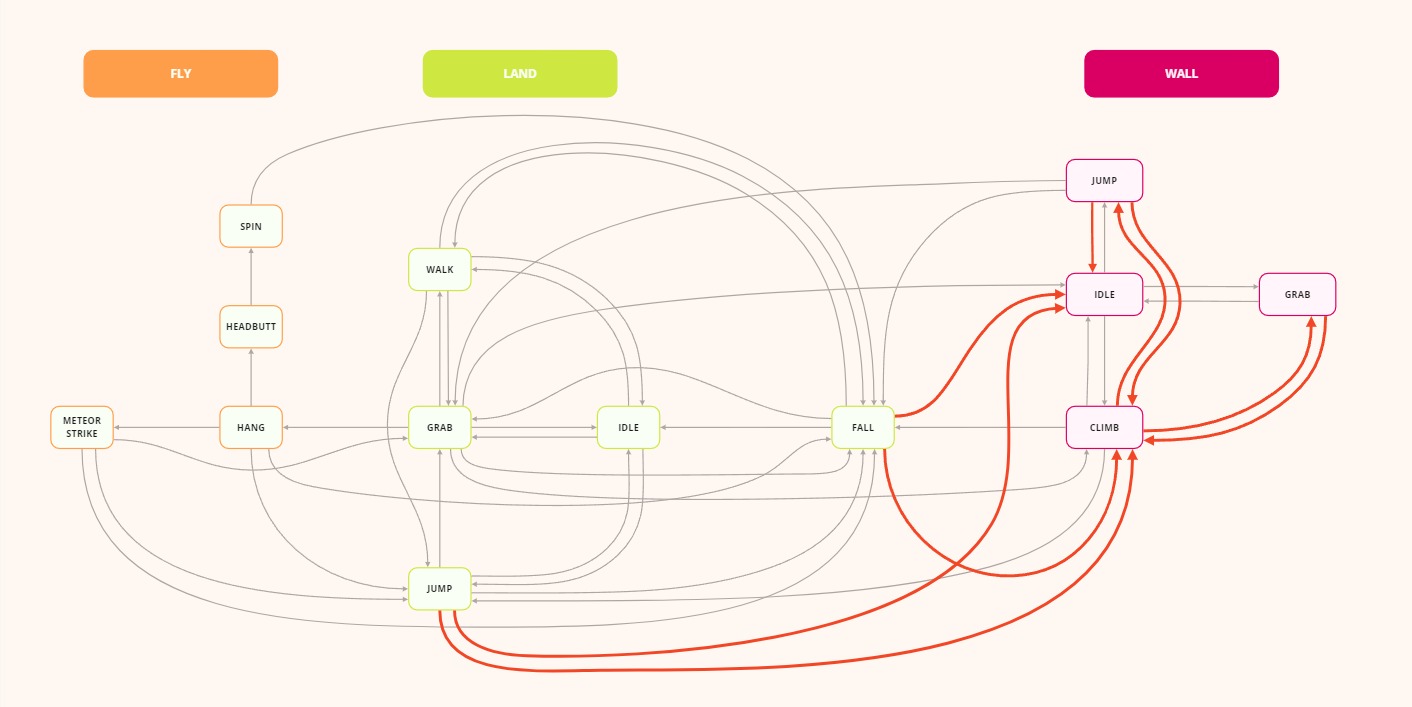 FLY
LAND
WALL
JUMP
SPIN
WALK
IDLE
GRAB
HEADBUTT
METEOR
STRIKE
HANG
GRAB
IDLE
FALL
CLIMB
JUMP